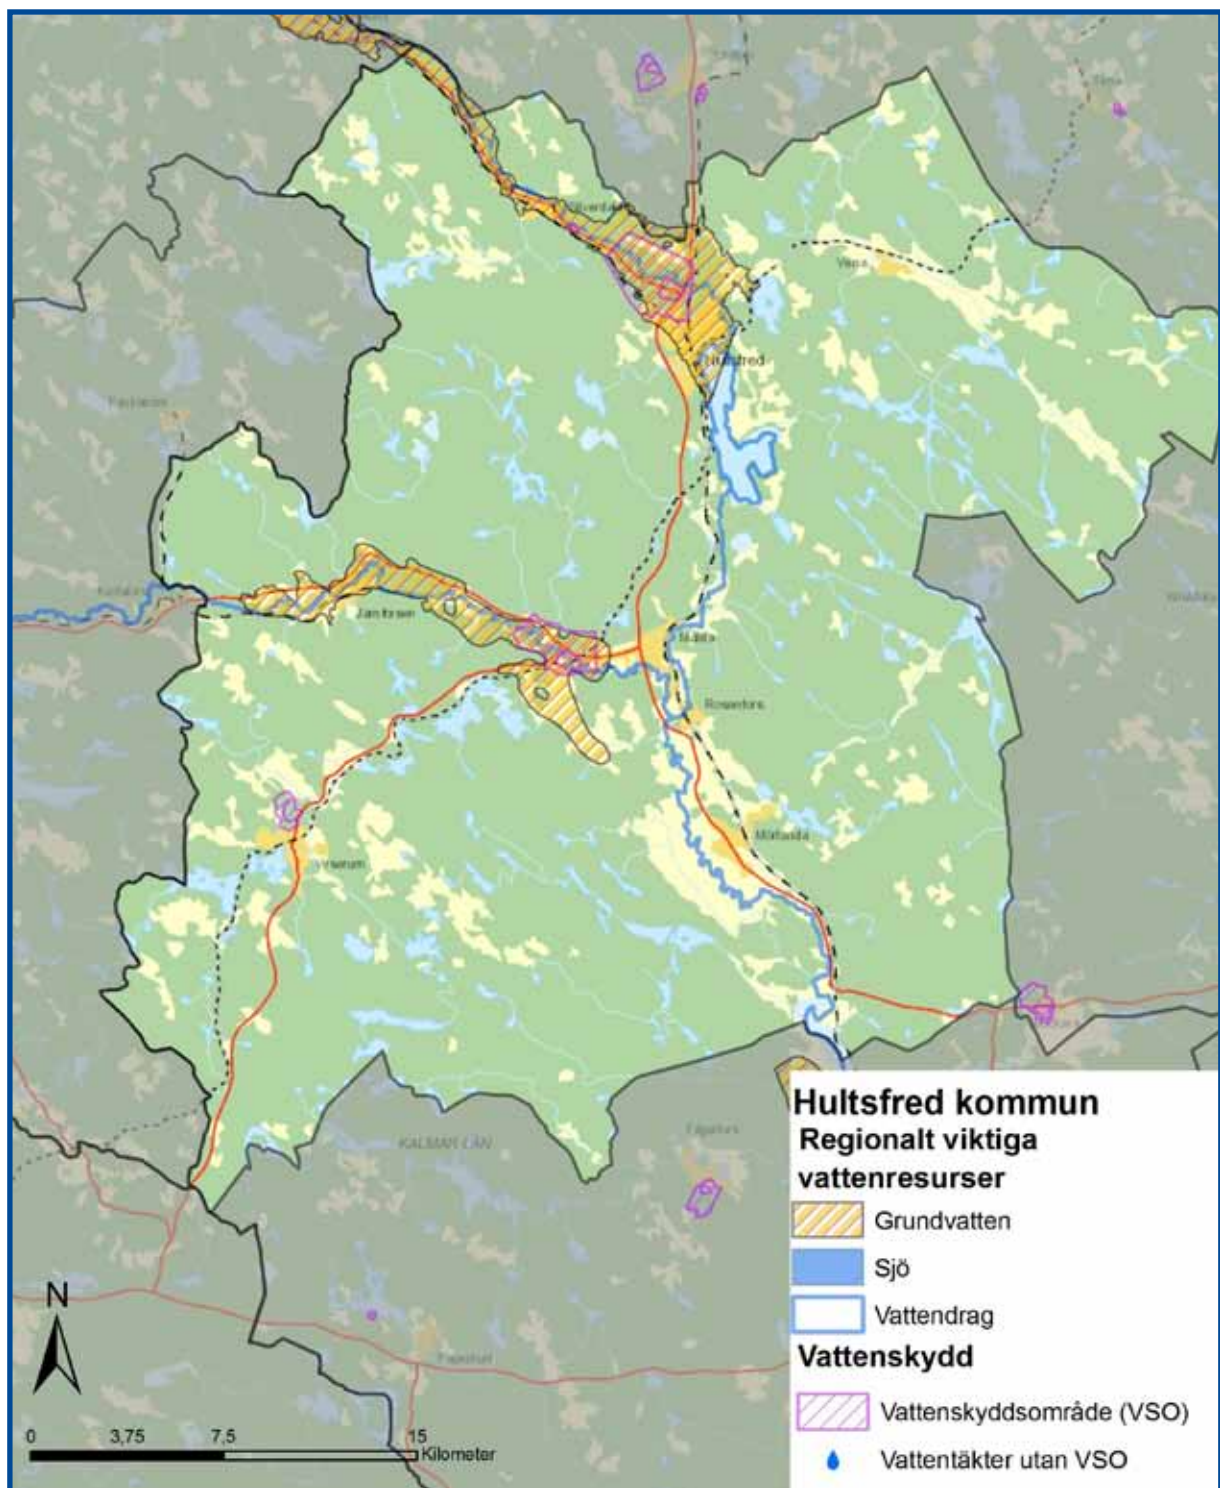 Vena
Hultsfred
Järnforsen
Målilla
Rosenfors
Mörlunda
Virserum
KALMAR LÄN
Fågelfors
N
0 3,75 7,5 15
Kilometer
Hultsfred kommun
Regionalt viktiga
vattenresurser
Grundvatten
Sjö
Vattendrag
Vattenskydd
Vattenskyddsområde (VSO)
Vattentäkter utan VSO